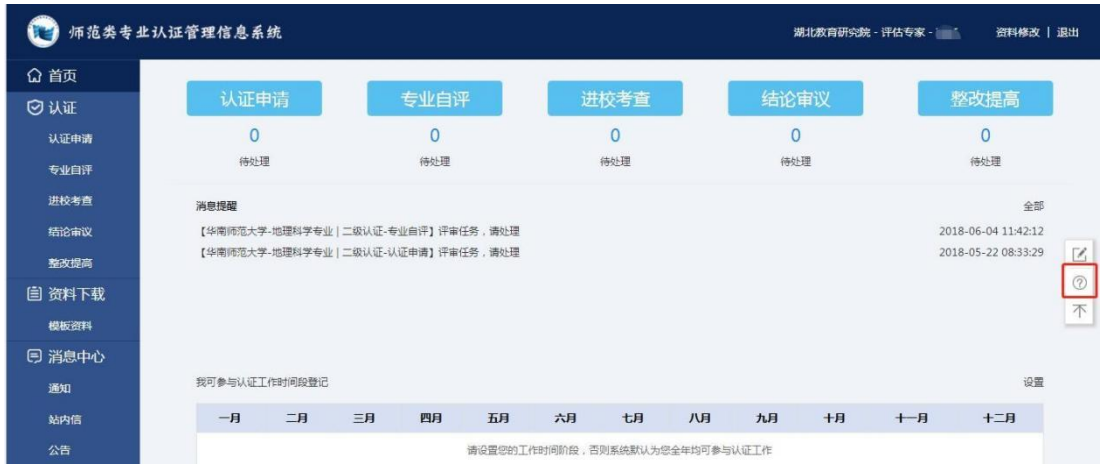 师范类专业认证管理信息系统
湖北教育研究院 - 评估专家 - 资料修改 | 退出
首页
认证
认证申请
专业自评
进校考查
结论审议
整改提高
资料下载
模板资料
消息中心
通知
站内信
公告
认证申请 专业自评 进校考查 结论审议 整改提高
0 0 0 0 0
待处理 待处理 待处理 待处理 待处理
消息提醒 全部
【华南师范大学-地理科学专业 | 二级认证-专业自评】评审任务，请处理 2018-06-04 11:42:12
【华南师范大学-地理科学专业 | 二级认证-认证申请】评审任务，请处理 2018-05-22 08:33:29
我可参与认证工作时间段登记 设置
一月 二月 三月 四月 五月 六月 七月 八月 九月 十月 十一月 十二月
请设置您的工作时间阶段，否则系统默认为您全年均可参与认证工作